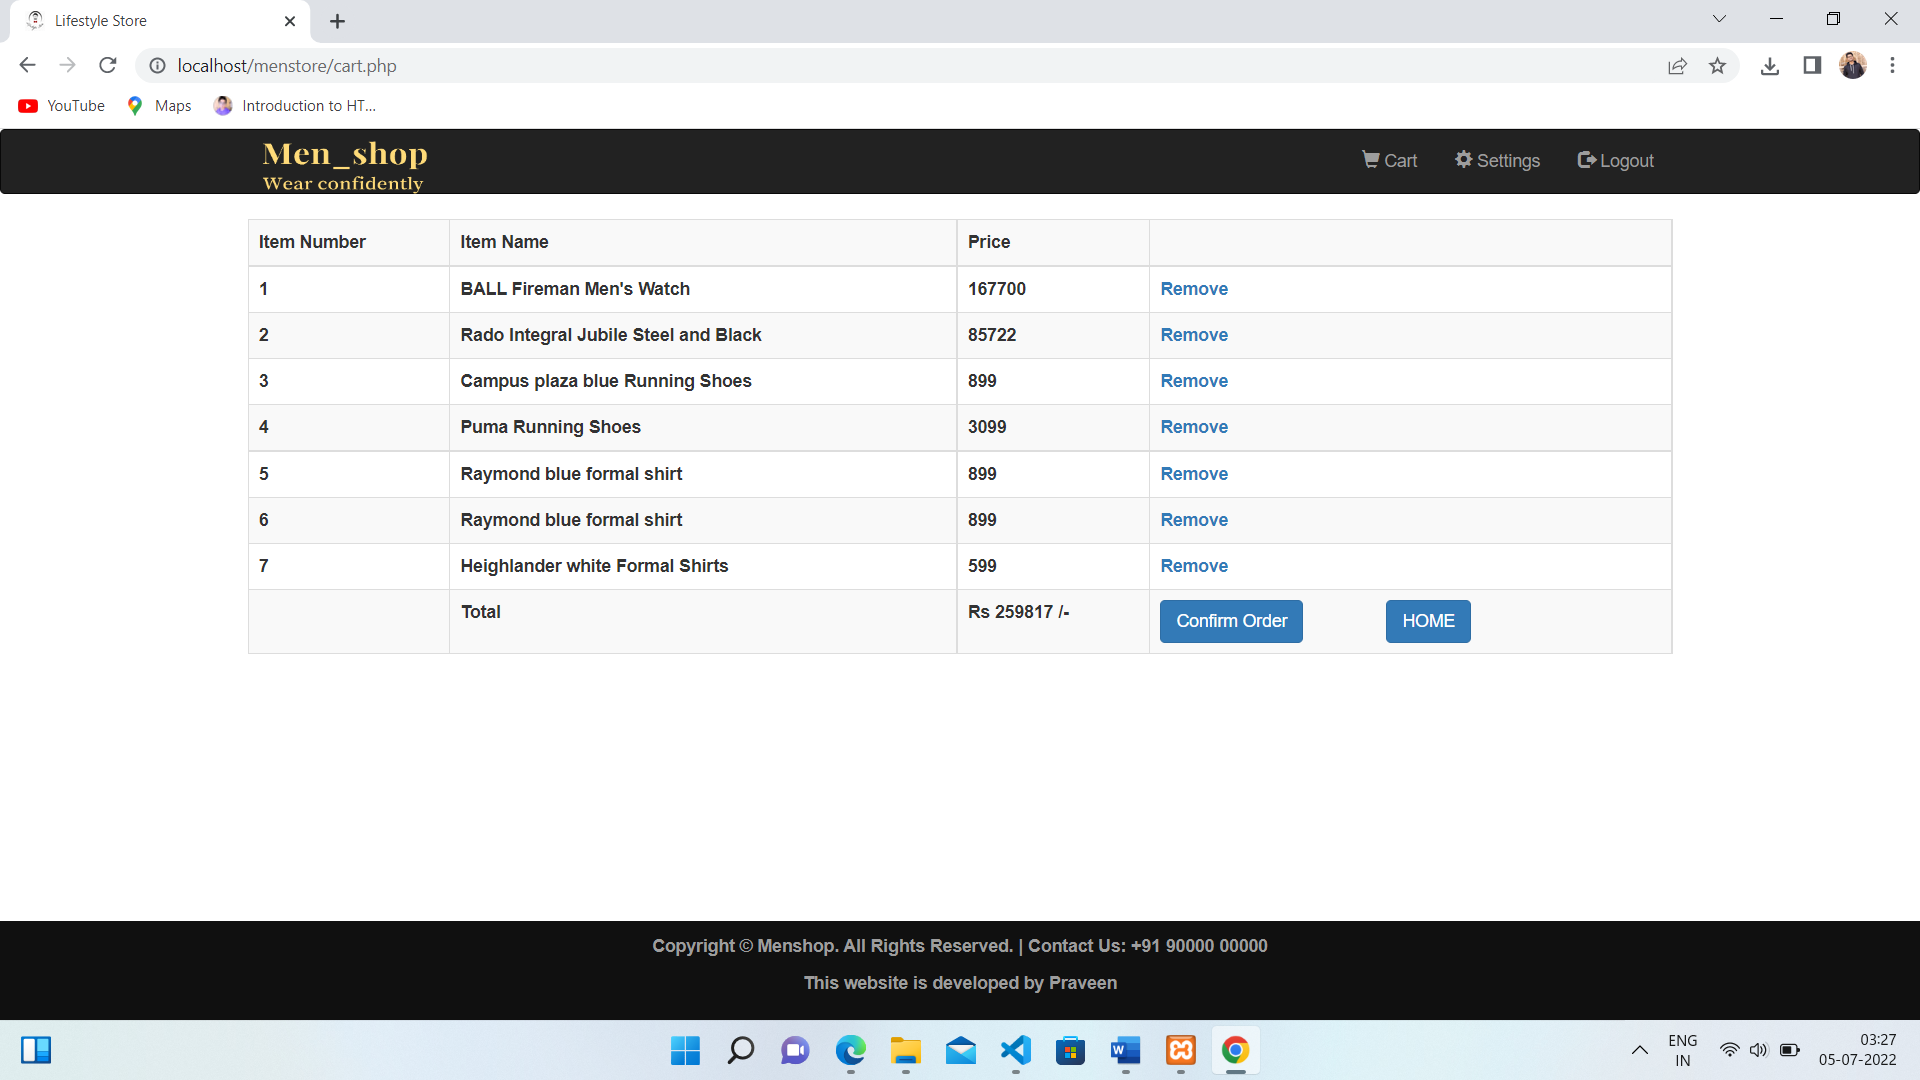 Lifestyle Store
localhost/menstore/cart.php
YouTube Maps Introduction to HT...
Men_shop
Wear confidently
Cart Settings Logout
Item Number Item Name Price
1 BALL Fireman Men's Watch 167700 Remove
2 Rado Integral Jubile Steel and Black 85722 Remove
3 Campus plaza blue Running Shoes 899 Remove
4 Puma Running Shoes 3099 Remove
5 Raymond blue formal shirt 899 Remove
6 Raymond blue formal shirt 899 Remove
7 Heighlander white Formal Shirts 599 Remove
Total Rs 259817 /- Confirm Order HOME
Copyright © Menshop. All Rights Reserved. | Contact Us: +91 90000 00000
This website is developed by Praveen
ENG
IN
03:27
05-07-2022